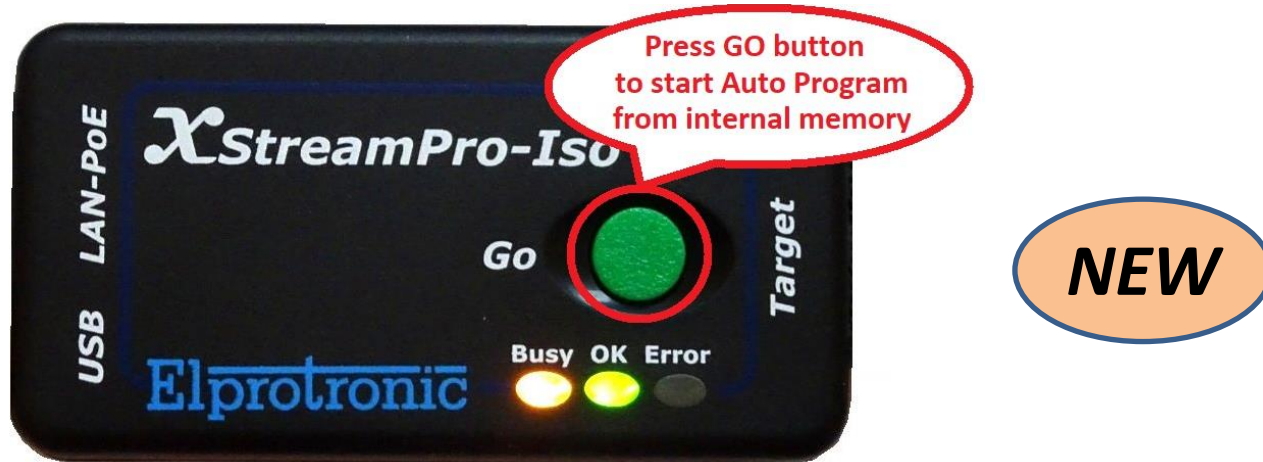 Press GO button
to start Auto Program
from internal memory
XStreamPro-Iso
LAN-PoE
USB
Go
Target
Busy OK Error
Elprotronic
NEW